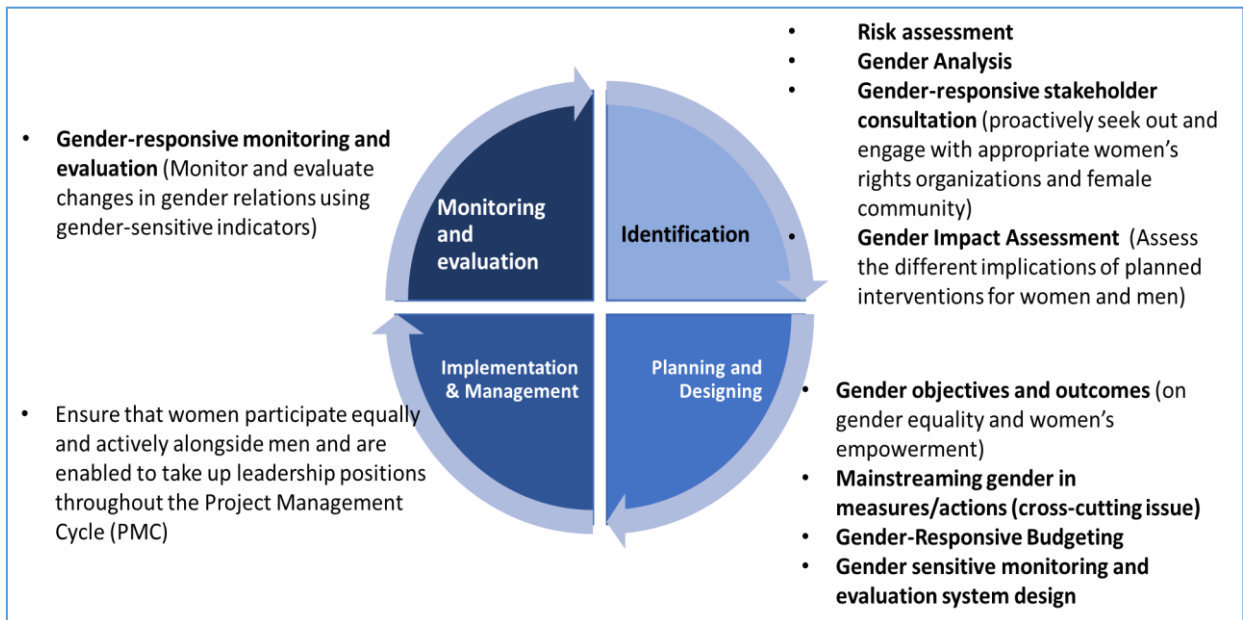 • Risk assessment
• Gender Analysis
• Gender-responsive stakeholder
consultation (proactively seek out and
engage with appropriate women’s
rights organizations and female
community)
• Gender Impact Assessment (Assess
the different implications of planned
interventions for women and men)
• Gender-responsive monitoring and
evaluation (Monitor and evaluate
changes in gender relations using
gender-sensitive indicators)
Monitoring
and
evaluation
Identification
Implementation
& Management
Planning and
Designing
• Gender objectives and outcomes (on
gender equality and women’s
empowerment)
• Mainstreaming gender in
measures/actions (cross-cutting issue)
• Gender-Responsive Budgeting
• Gender sensitive monitoring and
evaluation system design
• Ensure that women participate equally
and actively alongside men and are
enabled to take up leadership positions
throughout the Project Management
Cycle (PMC)